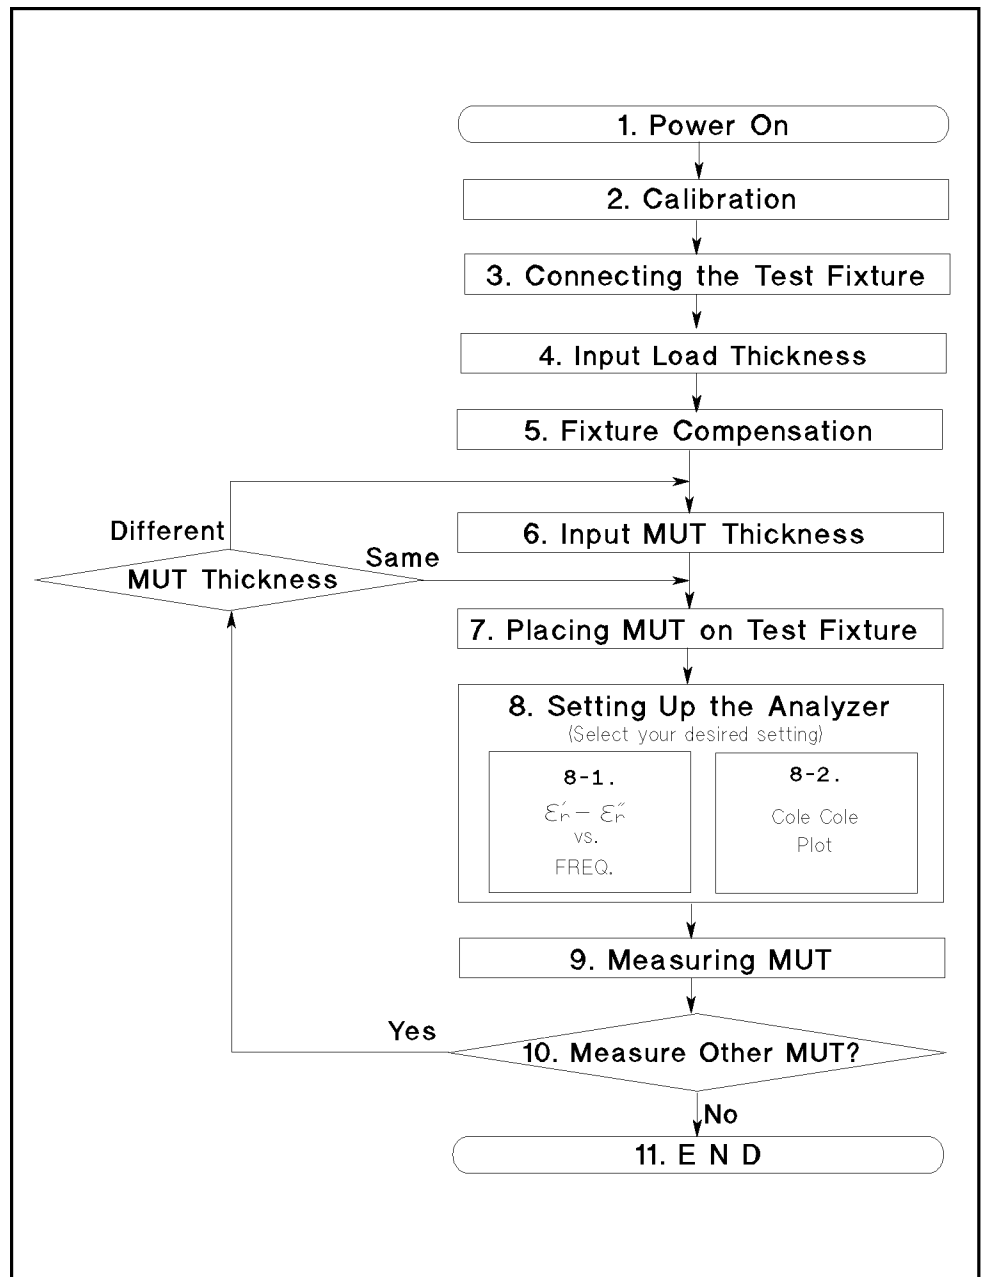 1. Power On
2. Calibration
3. Connecting the Test Fixture
4. Input Load Thickness
5. Fixture Compensation
Different
6. Input MUT Thickness
Same
MUT Thickness
7. Placing MUT on Test Fixture
8. Setting Up the Analyzer
(Select your desired setting)
8-1.
εr′ − εr″
vs.
FREQ.
8-2.
Cole Cole
Plot
9. Measuring MUT
Yes
10. Measure Other MUT?
No
11. E N D